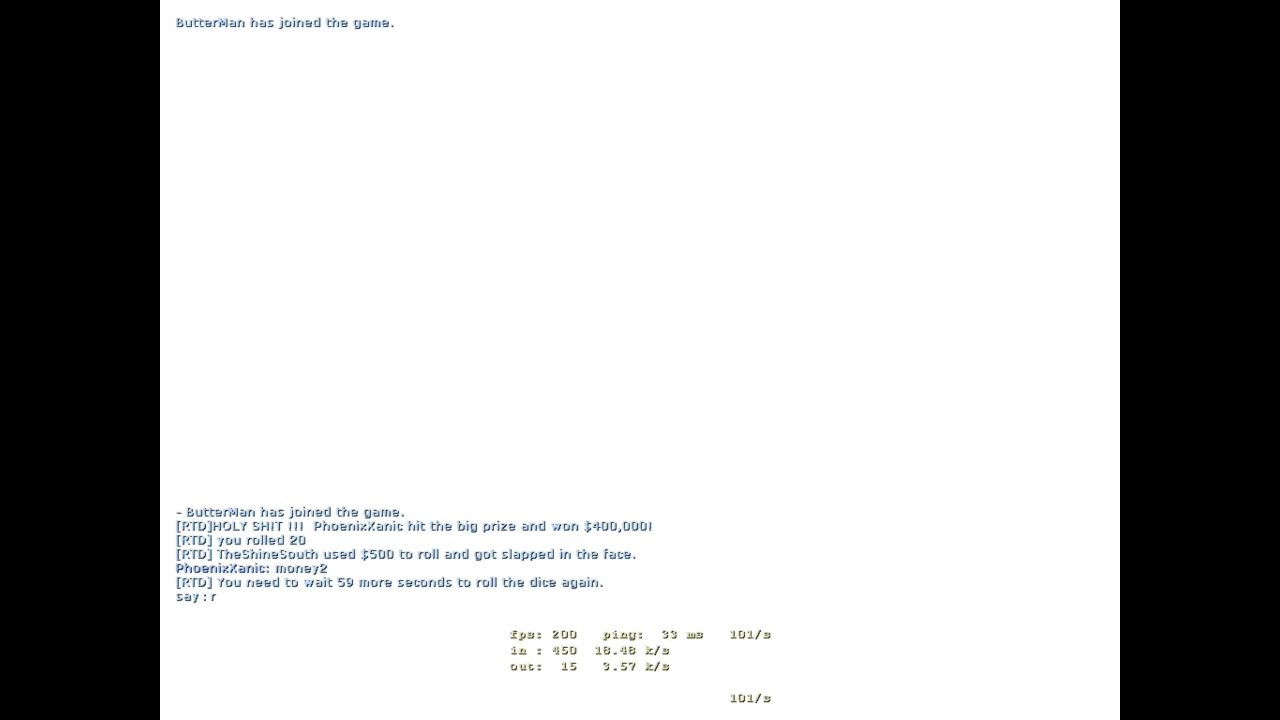 ButterMan has joined the game.
- ButterMan has joined the game.
[RTD]HOLY SHIT !!!  PhoenixXanic hit the big prize and won $400,000!
[RTD] you rolled 20
[RTD] TheShineSouth used $500 to roll and got slapped in the face.
PhoenixXanic: money2
[RTD] You need to wait 59 more seconds to roll the dice again.
say : r
fps: 200 ping: 33 ms 101/s
in : 450 18.48 k/s
out: 15 3.57 k/s
101/s